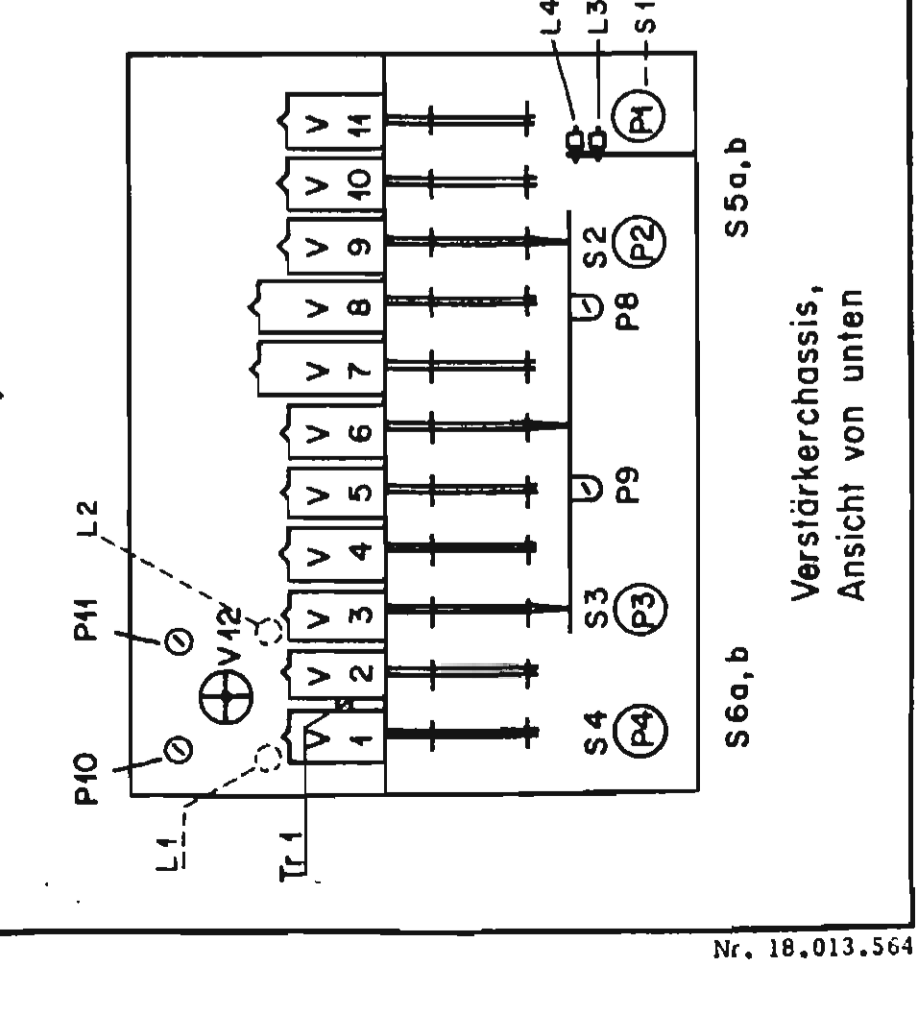 P10
P11
L2
V12
L1
Tr 1
V 1
V 2
V 3
V 4
V 5
V 6
V 7
V 8
V 9
V 10
V 11
L4
L3
S1
S4
P4
S3
P3
P9
P8
S2
P2
P1
S6a,b
S5a,b
Verstärkerchassis,
Ansicht von unten
Nr. 18.013.564